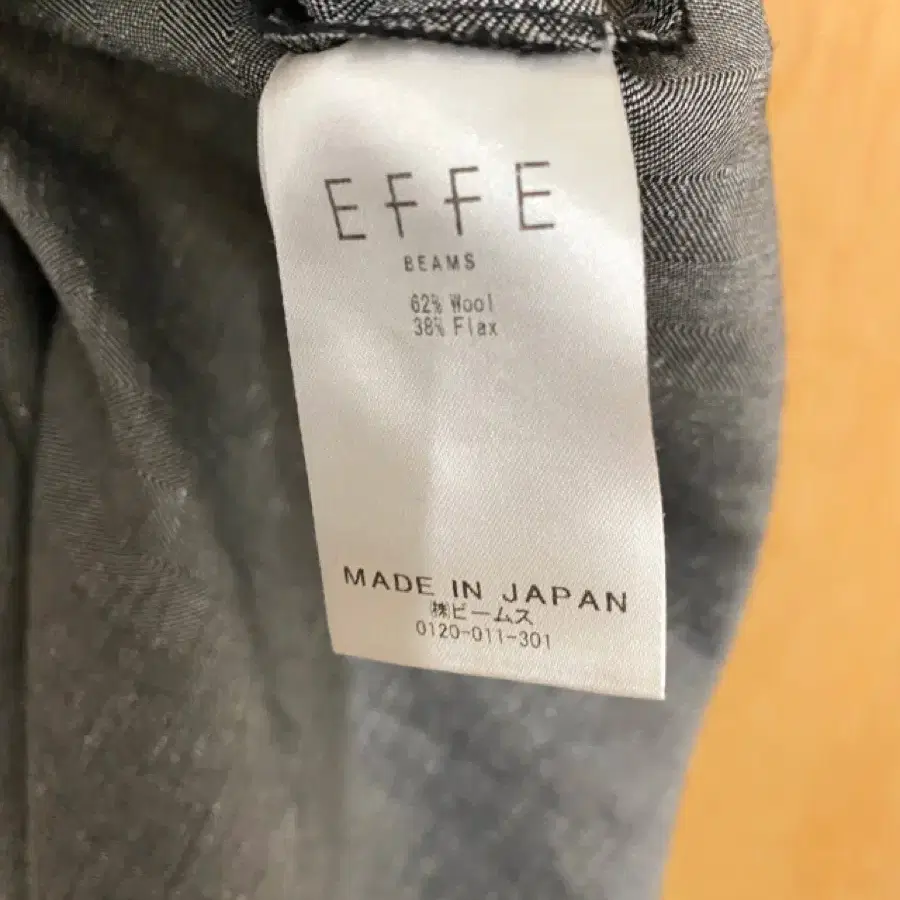 EFFE
BEAMS
62% Wool
38% Flax
MADE IN JAPAN
㈱ビームス
0120-011-301